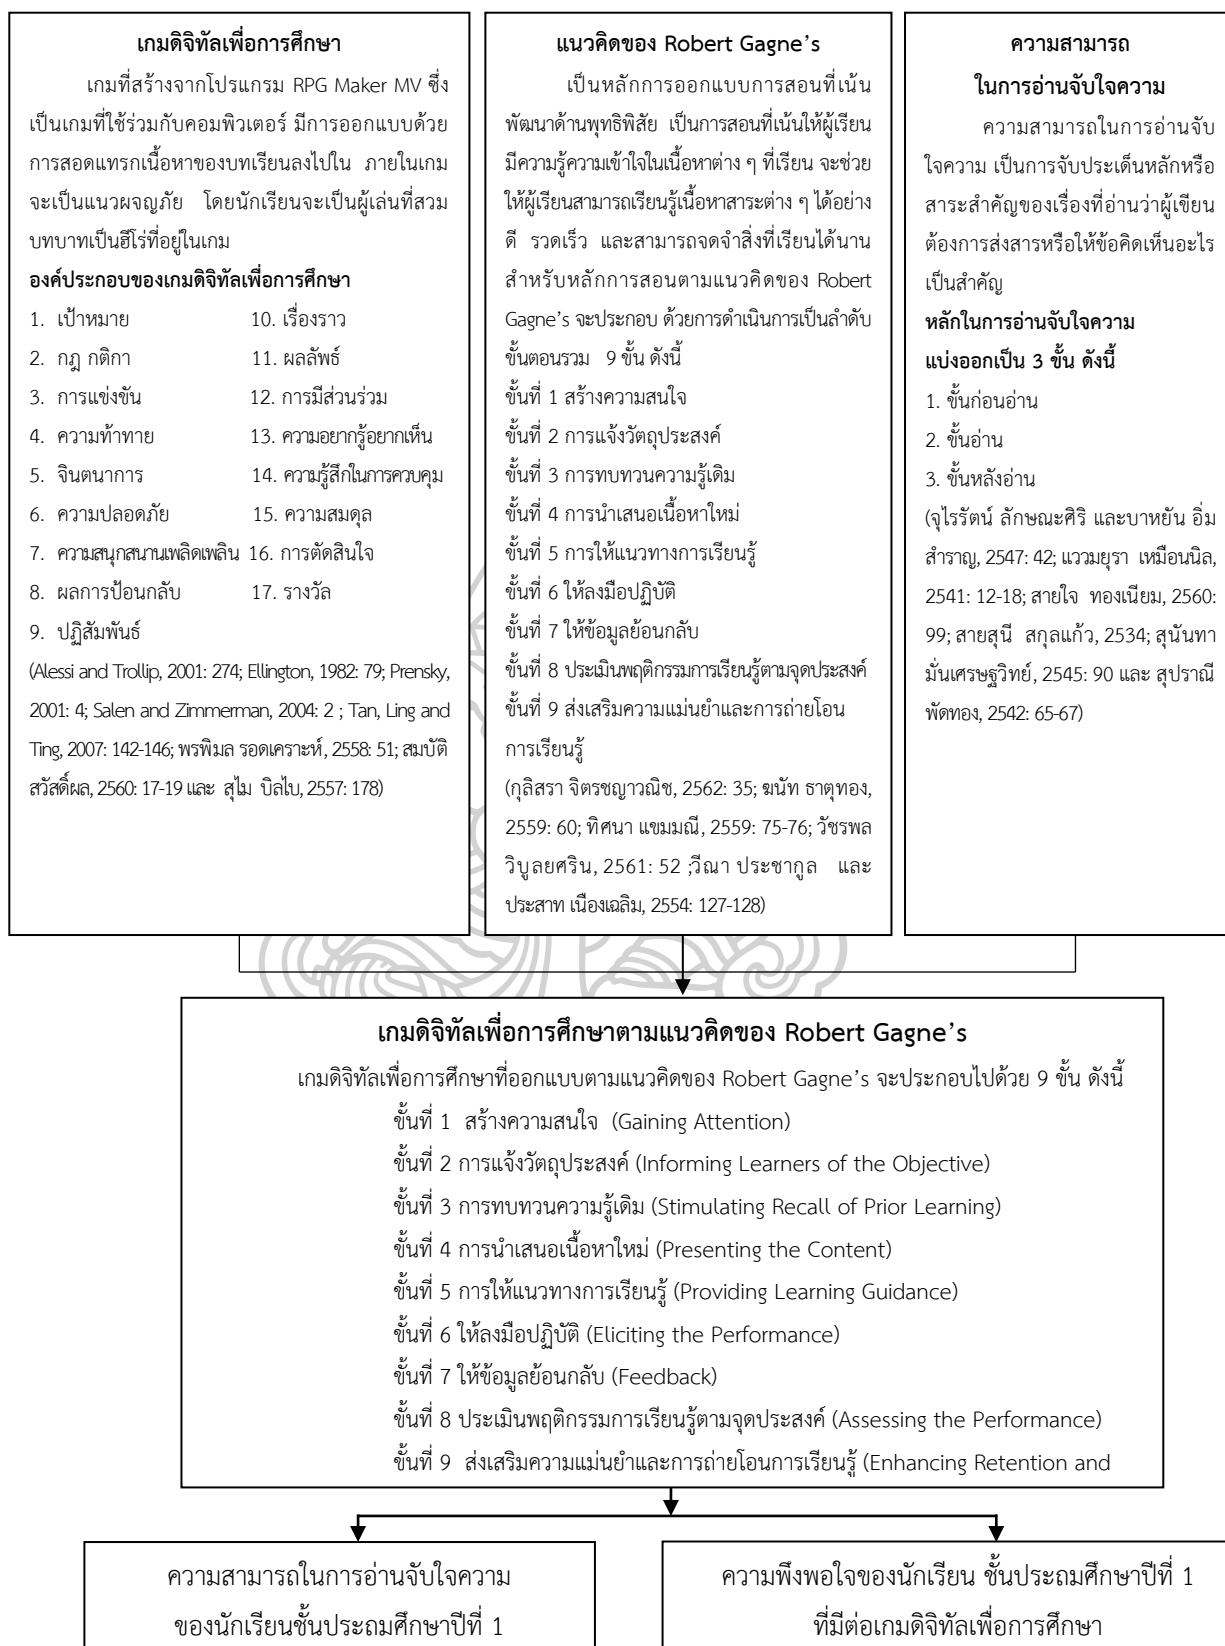 เกมดิจิทัลเพื่อการศึกษา
เกมที่สร้างจากโปรแกรม RPG Maker MV ซึ่ง
เป็นเกมที่ใช้ร่วมกับคอมพิวเตอร์ มีการออกแบบด้วย
การสอดแทรกเนื้อหาของบทเรียนลงไปใน ภายในเกม
จะเป็นแนวผจญภัย โดยนักเรียนจะเป็นผู้เล่นที่สวม
บทบาทเป็นฮีโร่ที่อยู่ในเกม
องค์ประกอบของเกมดิจิทัลเพื่อการศึกษา
1. เป้าหมาย 10. เรื่องราว
2. กฎ กติกา 11. ผลลัพธ์
3. การแข่งขัน 12. การมีส่วนร่วม
4. ความท้าทาย 13. ความอยากรู้อยากเห็น
5. จินตนาการ 14. ความรู้สึกในการควบคุม
6. ความปลอดภัย 15. ความสมดุล
7. ความสนุกสนานเพลิดเพลิน 16. การตัดสินใจ
8. ผลการป้อนกลับ 17. รางวัล
9. ปฏิสัมพันธ์
(Alessi and Trollip, 2001: 274; Ellington, 1982: 79; Prensky,
2001: 4; Salen and Zimmerman, 2004: 2 ; Tan, Ling and
Ting, 2007: 142-146; พรพิมล รอดเคราะห์, 2558: 51; สมบัติ
สวัสดิ์ผล, 2560: 17-19 และ สุไม บิลไบ, 2557: 178)
แนวคิดของ Robert Gagne’s
เป็นหลักการออกแบบการสอนที่เน้น
พัฒนาด้านพุทธิพิสัย เป็นการสอนที่เน้นให้ผู้เรียน
มีความรู้ความเข้าใจในเนื้อหาต่าง ๆ ที่เรียน จะช่วย
ให้ผู้เรียนสามารถเรียนรู้เนื้อหาสาระต่าง ๆ ได้อย่าง
ดี รวดเร็ว และสามารถจดจำสิ่งที่เรียนได้นาน
สำหรับหลักการสอนตามแนวคิดของ Robert
Gagne’s จะประกอบ ด้วยการดำเนินการเป็นลำดับ
ขั้นตอนรวม 9 ขั้น ดังนี้
ขั้นที่ 1 สร้างความสนใจ
ขั้นที่ 2 การแจ้งวัตถุประสงค์
ขั้นที่ 3 การทบทวนความรู้เดิม
ขั้นที่ 4 การนำเสนอเนื้อหาใหม่
ขั้นที่ 5 การให้แนวทางการเรียนรู้
ขั้นที่ 6 ให้ลงมือปฏิบัติ
ขั้นที่ 7 ให้ข้อมูลย้อนกลับ
ขั้นที่ 8 ประเมินพฤติกรรมการเรียนรู้ตามจุดประสงค์
ขั้นที่ 9 ส่งเสริมความแม่นยำและการถ่ายโอน
การเรียนรู้
(กุลิสรา จิตรชญาวณิช, 2562: 35; ฆนัท ธาตุทอง,
2559: 60; ทิศนา แขมมณี, 2559: 75-76; วัชรพล
วิบูลยศริน, 2561: 52 ;วีณา ประชากูล และ
ประสาท เนืองเฉลิม, 2554: 127-128)
ความสามารถ
ในการอ่านจับใจความ
ความสามารถในการอ่านจับ
ใจความ เป็นการจับประเด็นหลักหรือ
สาระสำคัญของเรื่องที่อ่านว่าผู้เขียน
ต้องการส่งสารหรือให้ข้อคิดเห็นอะไร
เป็นสำคัญ
หลักในการอ่านจับใจความ
แบ่งออกเป็น 3 ขั้น ดังนี้
1. ขั้นก่อนอ่าน
2. ขั้นอ่าน
3. ขั้นหลังอ่าน
(จุไรรัตน์ ลักษณะศิริ และบาหยัน อิ่ม
สำราญ, 2547: 42; แววมยุรา เหมือนนิล,
2541: 12-18; สายใจ ทองเนียม, 2560:
99; สายสุนี สกุลแก้ว, 2534; สุนันทา
มั่นเศรษฐวิทย์, 2545: 90 และ สุปราณี
พัดทอง, 2542: 65-67)
เกมดิจิทัลเพื่อการศึกษาตามแนวคิดของ Robert Gagne’s
เกมดิจิทัลเพื่อการศึกษาที่ออกแบบตามแนวคิดของ Robert Gagne’s จะประกอบไปด้วย 9 ขั้น ดังนี้
ขั้นที่ 1 สร้างความสนใจ (Gaining Attention)
ขั้นที่ 2 การแจ้งวัตถุประสงค์ (Informing Learners of the Objective)
ขั้นที่ 3 การทบทวนความรู้เดิม (Stimulating Recall of Prior Learning)
ขั้นที่ 4 การนำเสนอเนื้อหาใหม่ (Presenting the Content)
ขั้นที่ 5 การให้แนวทางการเรียนรู้ (Providing Learning Guidance)
ขั้นที่ 6 ให้ลงมือปฏิบัติ (Eliciting the Performance)
ขั้นที่ 7 ให้ข้อมูลย้อนกลับ (Feedback)
ขั้นที่ 8 ประเมินพฤติกรรมการเรียนรู้ตามจุดประสงค์ (Assessing the Performance)
ขั้นที่ 9 ส่งเสริมความแม่นยำและการถ่ายโอนการเรียนรู้ (Enhancing Retention and
ความสามารถในการอ่านจับใจความ
ของนักเรียนชั้นประถมศึกษาปีที่ 1
ความพึงพอใจของนักเรียน ชั้นประถมศึกษาปีที่ 1
ที่มีต่อเกมดิจิทัลเพื่อการศึกษา